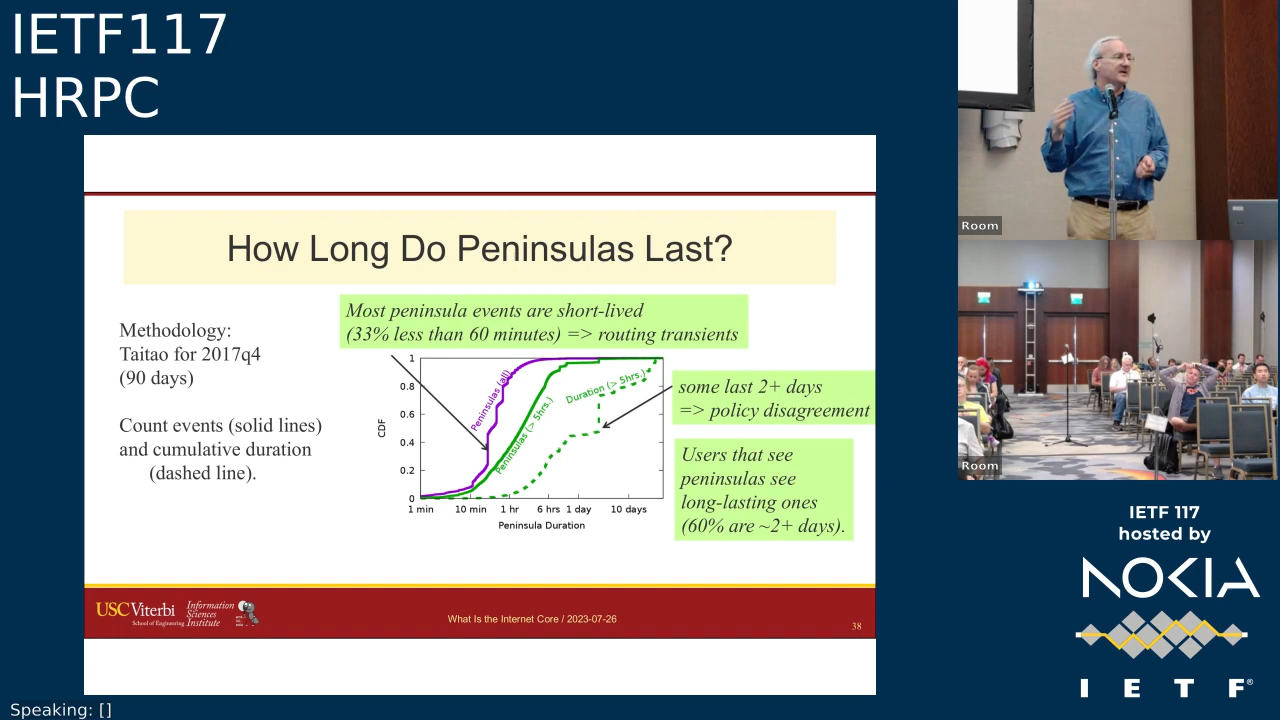 IETF117
HRPC
How Long Do Peninsulas Last?
Methodology:
Taitao for 2017q4
(90 days)
Count events (solid lines)
and cumulative duration
(dashed line).
Most peninsula events are short-lived
(33% less than 60 minutes) => routing transients
1
0.8
0.6
0.4
0.2
0
CDF
Peninsulas (all)
Peninsulas (> 5hrs.)
Duration (> 5hrs.)
1 min
10 min
1 hr
6 hrs
1 day
10 days
Peninsula Duration
some last 2+ days
=> policy disagreement
Users that see
peninsulas see
long-lasting ones
(60% are ~2+ days).
USC Viterbi
School of Engineering
Information
Sciences
Institute
What Is the Internet Core / 2023-07-26
38
Room
Room
IETF 117
hosted by
NOKIA
IETF®
Speaking: []